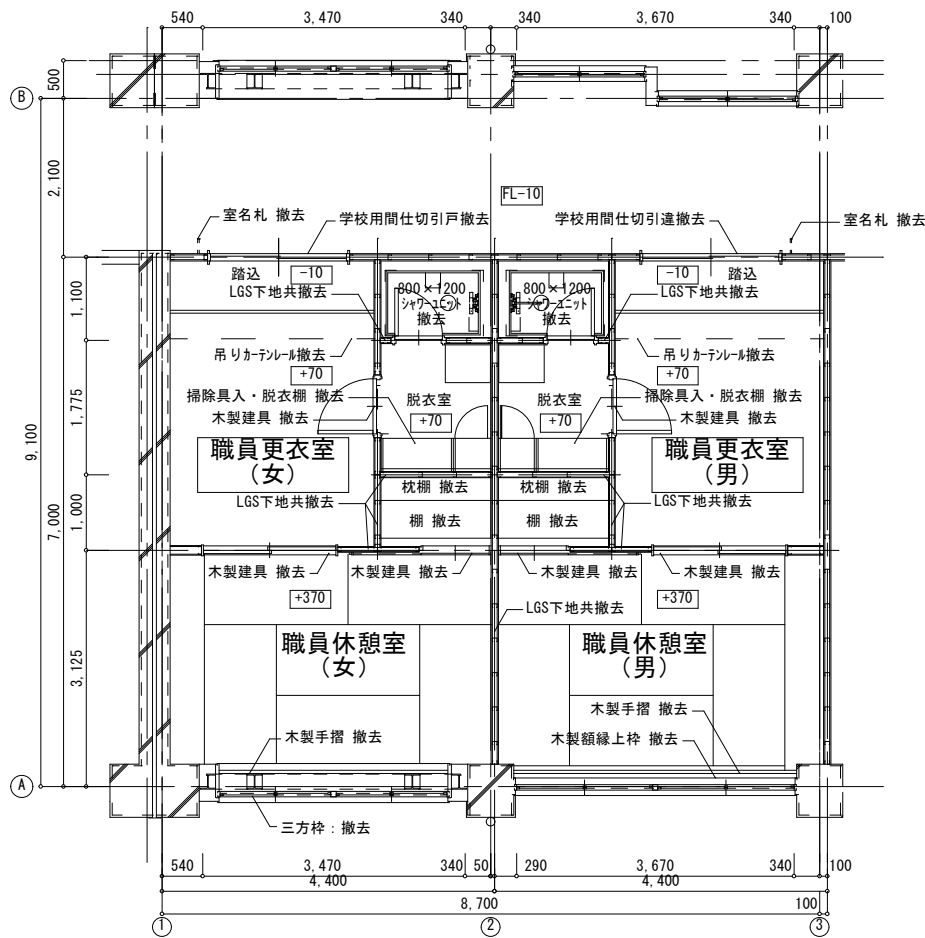 540 3,470 340 340 3,670 340 100
500
B
2,100
FL-10
室名札 撤去 学校用間仕切引戸撤去 学校用間仕切引違撤去 室名札 撤去
踏込 -10 800×1200 800×1200 -10 踏込
LGS下地共撤去 シャワーユニット シャワーユニット LGS下地共撤去
撤去 撤去
1,100
吊りカーテンレール撤去 吊りカーテンレール撤去
+70 +70
掃除具入・脱衣棚 撤去 脱衣室 脱衣室 掃除具入・脱衣棚 撤去
木製建具 撤去 +70 +70 木製建具 撤去
1,775
9,100
職員更衣室 職員更衣室
(女) (男)
枕棚 撤去 枕棚 撤去
LGS下地共撤去 LGS下地共撤去
棚 撤去 棚 撤去
1,000
7,000
木製建具 撤去 木製建具 撤去 木製建具 撤去 木製建具 撤去
+370 +370
LGS下地共撤去
職員休憩室 職員休憩室
(女) (男)
3,125
木製手摺 撤去
木製手摺 撤去 木製額縁上枠 撤去
A
三方枠：撤去
540 3,470 340 50 290 3,670 340 100
4,400 4,400
8,700 100
1 2 3